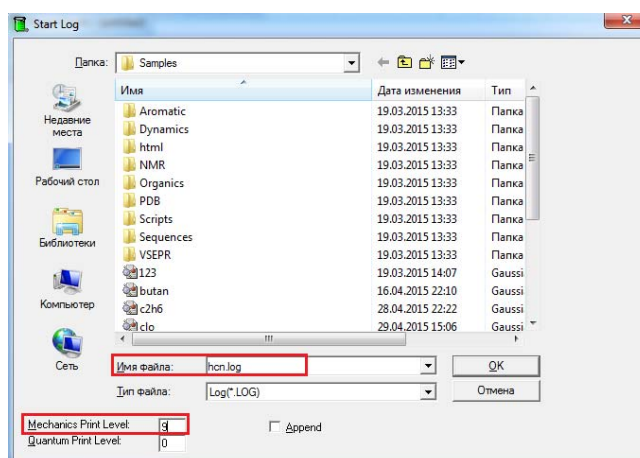 Start Log
Папка: Samples
Имя Дата изменения Тип
Недавние места
Рабочий стол
Библиотеки
Компьютер
Сеть
Aromatic 19.03.2015 13:33 Папка
Dynamics 19.03.2015 13:33 Папка
html 19.03.2015 13:33 Папка
NMR 19.03.2015 13:33 Папка
Organics 19.03.2015 13:33 Папка
PDB 19.03.2015 13:33 Папка
Scripts 19.03.2015 13:33 Папка
Sequences 19.03.2015 13:33 Папка
VSEPR 19.03.2015 13:33 Папка
123 19.03.2015 14:07 Gaussi
butan 16.04.2015 22:10 Gaussi
c2h6 28.04.2015 22:22 Gaussi
clo 29.04.2015 15:06 Gaussi
Имя файла: hcn.log OK
Тип файла: Log(*.LOG) Отмена
Mechanics Print Level: 9 Append
Quantum Print Level: 0